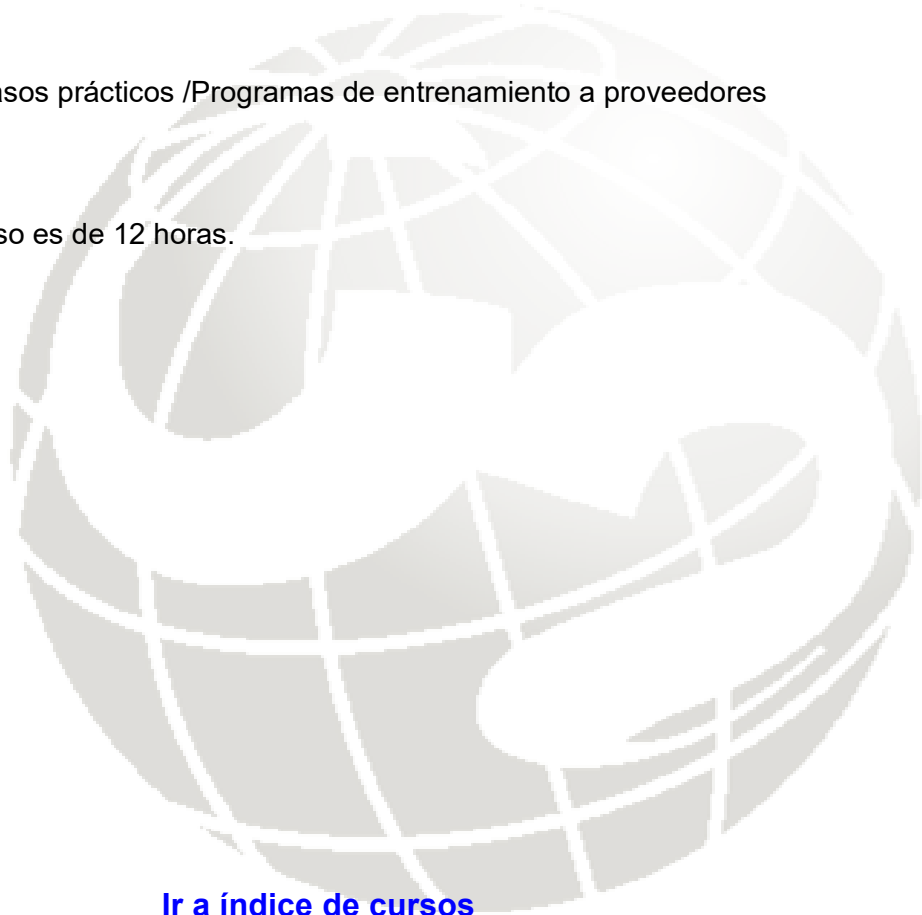 asos prácticos /Programas de entrenamiento a proveedores
so es de 12 horas.
Ir a índice de cursos